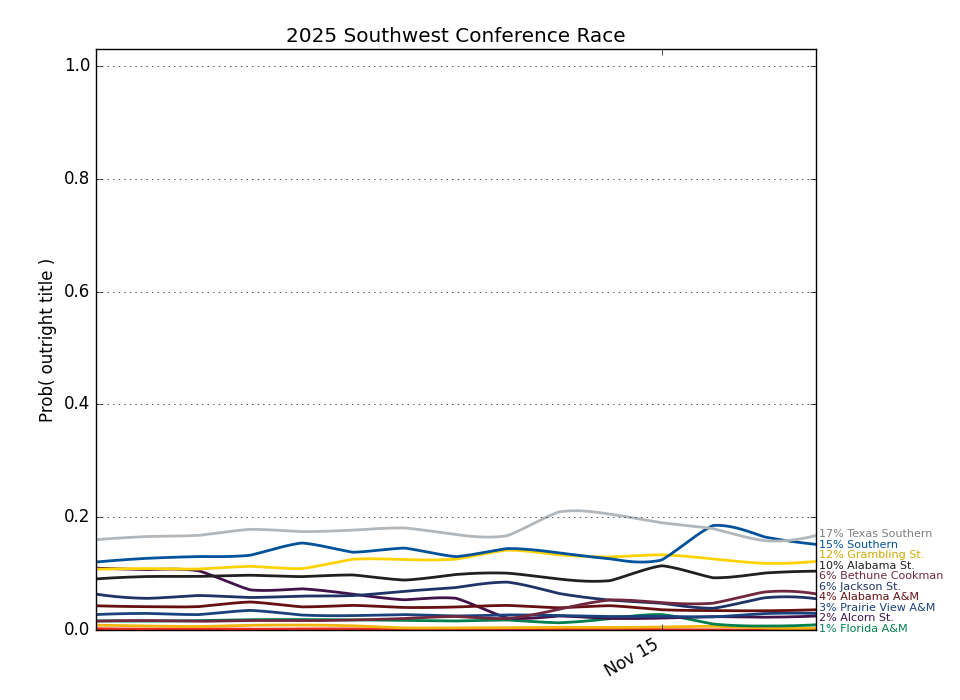 2025 Southwest Conference Race
Prob( outright title )
1.0
0.8
0.6
0.4
0.2
0.0
17% Texas Southern
15% Southern
12% Grambling St.
10% Alabama St.
6% Bethune Cookman
6% Jackson St.
4% Alabama A&M
3% Prairie View A&M
2% Alcorn St.
1% Florida A&M
Nov 15